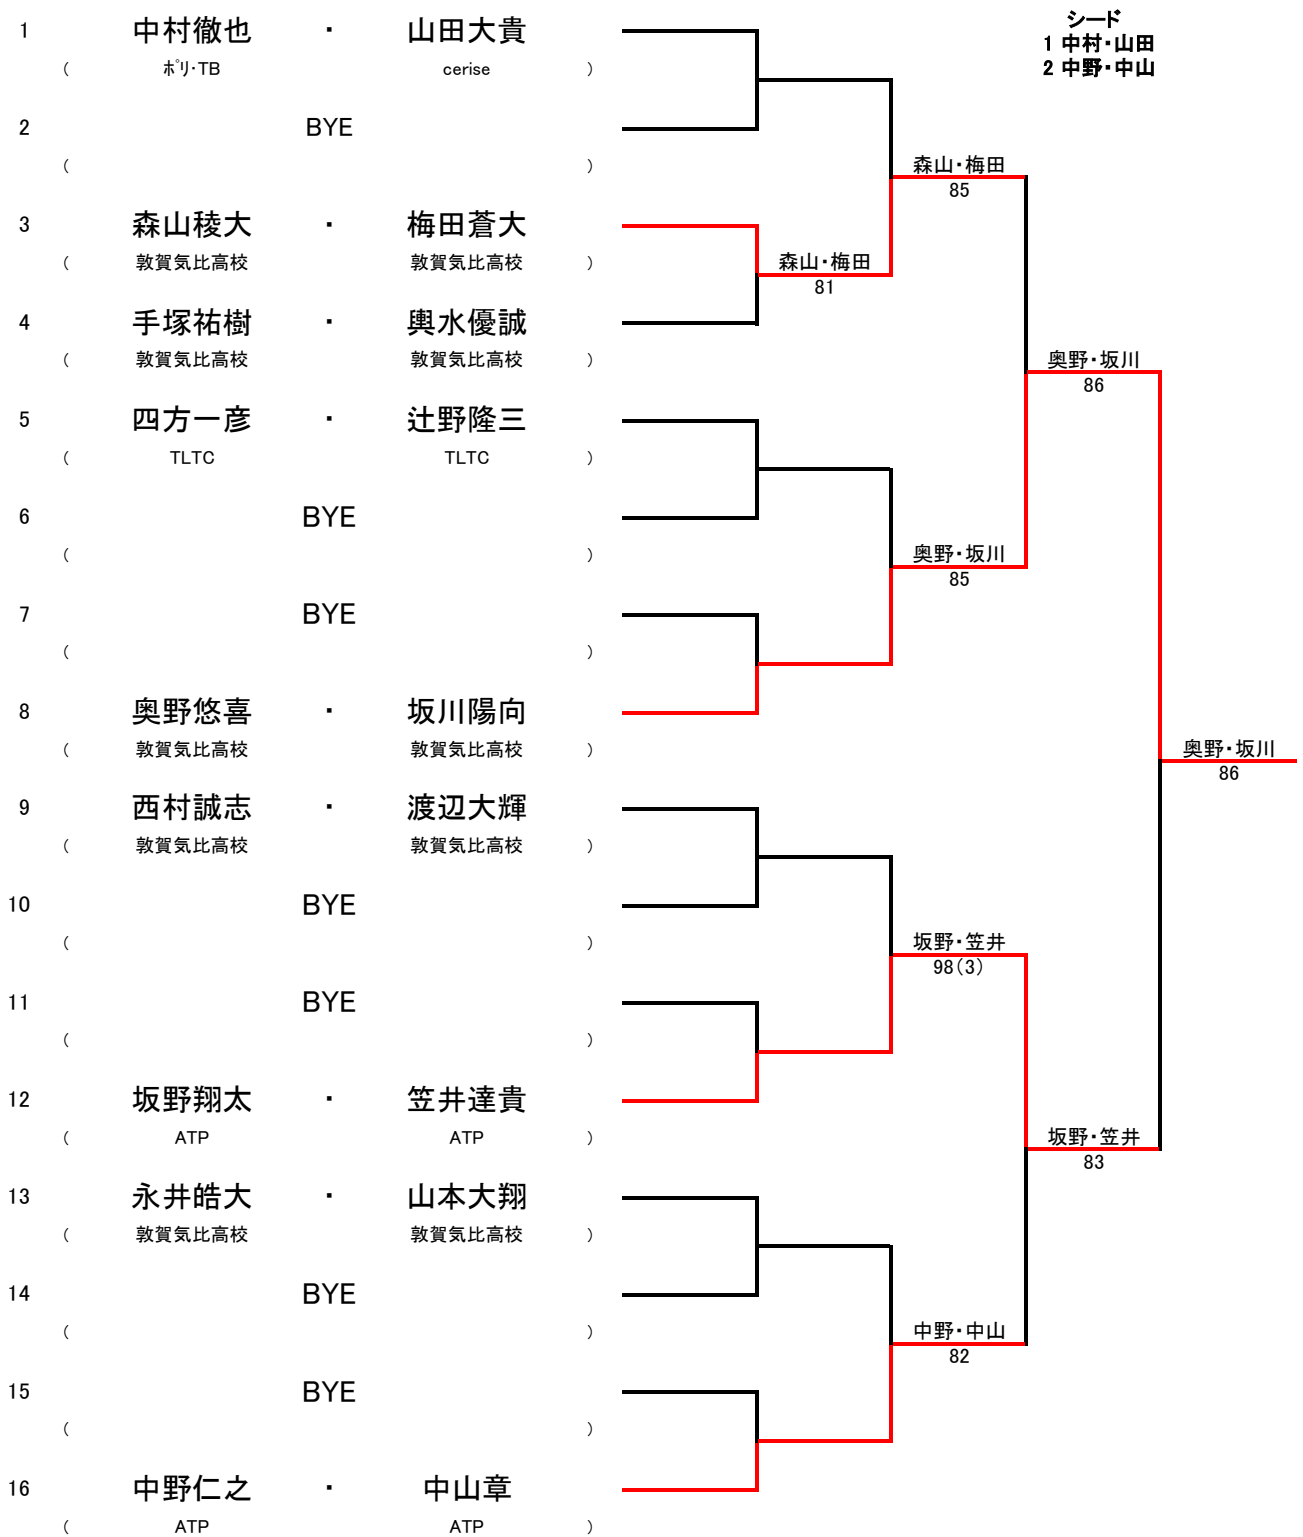 シード
1 中村・山田
2 中野・中山
1 中村徹也 ・ 山田大貴
( ﾎﾟﾘ・TB cerise )
2 BYE
( )
森山・梅田
85
3 森山稜大 ・ 梅田蒼大
( 敦賀気比高校 敦賀気比高校 )
森山・梅田
81
4 手塚祐樹 ・ 輿水優誠
( 敦賀気比高校 敦賀気比高校 )
奥野・坂川
86
5 四方一彦 ・ 辻野隆三
( TLTC TLTC )
6 BYE
( )
奥野・坂川
85
7 BYE
( )
8 奥野悠喜 ・ 坂川陽向
( 敦賀気比高校 敦賀気比高校 )
奥野・坂川
86
9 西村誠志 ・ 渡辺大輝
( 敦賀気比高校 敦賀気比高校 )
10 BYE
( )
坂野・笠井
98(3)
11 BYE
( )
12 坂野翔太 ・ 笠井達貴
( ATP ATP )
坂野・笠井
83
13 永井皓大 ・ 山本大翔
( 敦賀気比高校 敦賀気比高校 )
14 BYE
( )
中野・中山
82
15 BYE
( )
16 中野仁之 ・ 中山章
( ATP ATP )